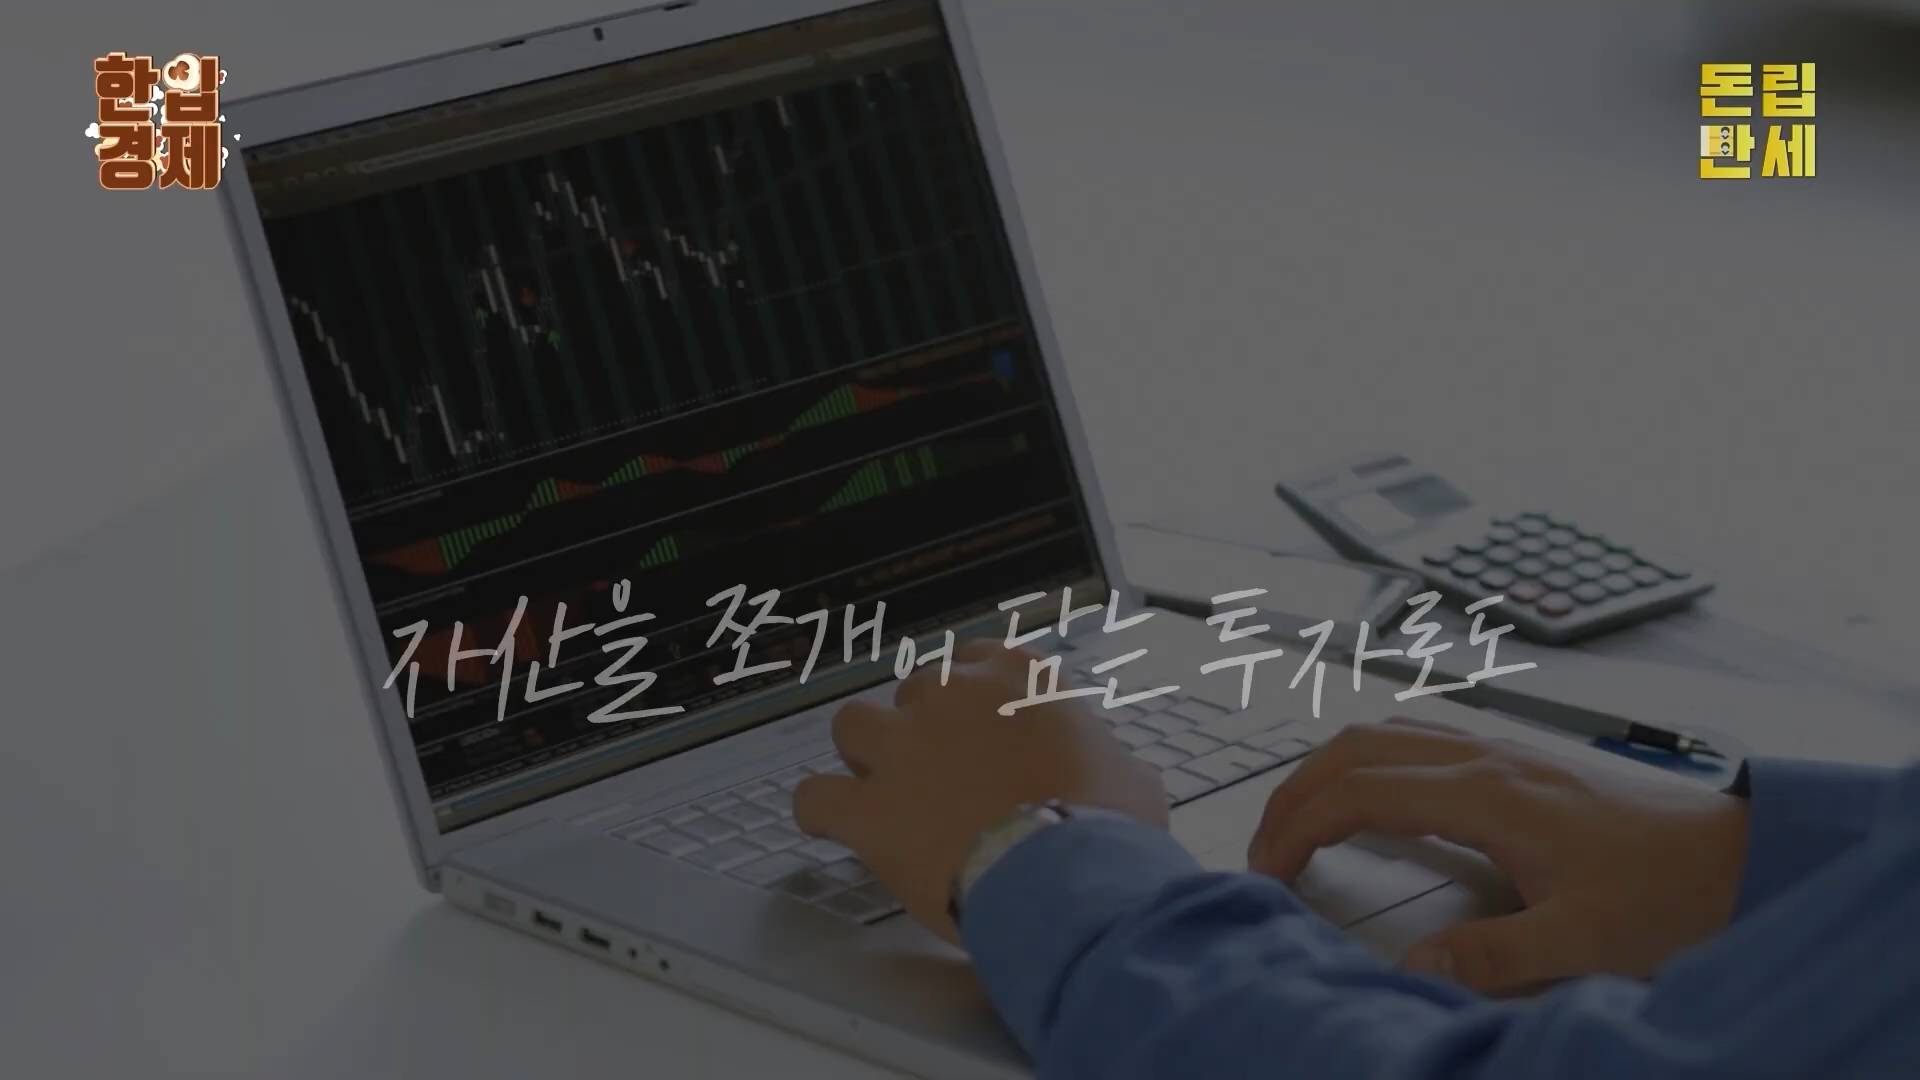 한입
경제
돈립
만세
자산을 쪼개어 담는 투자로도